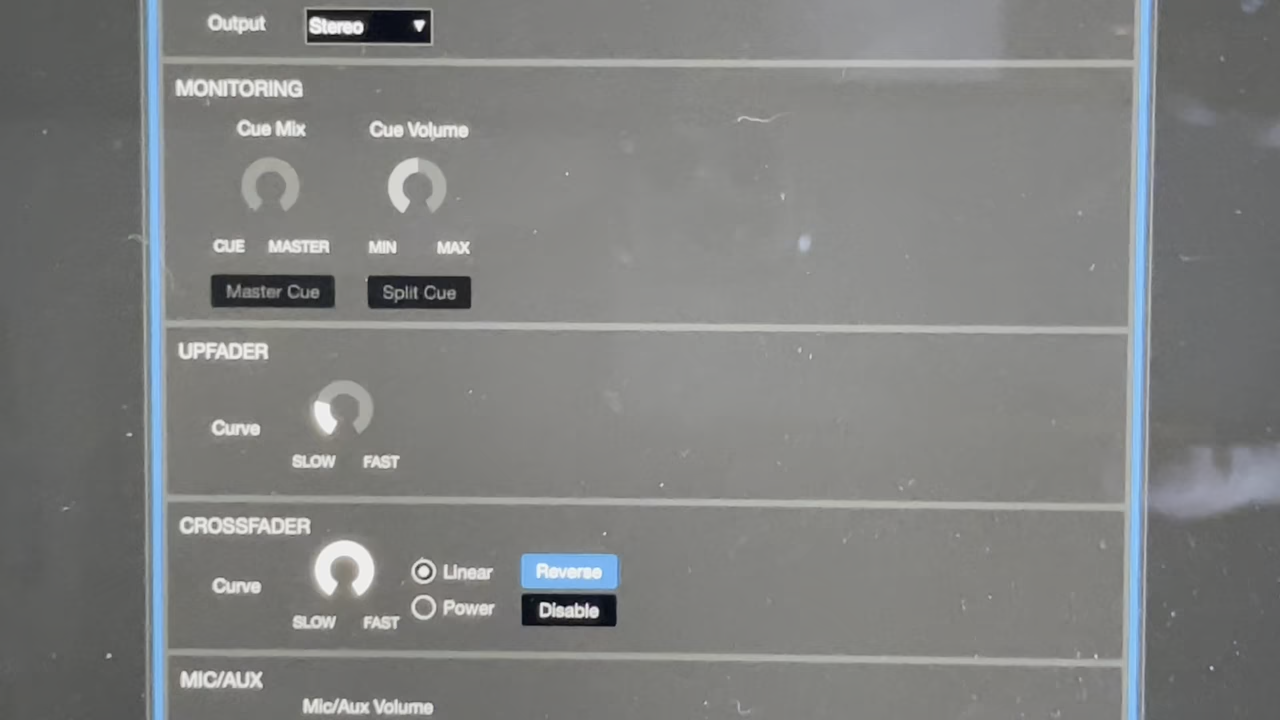 Output Stereo
MONITORING
Cue Mix Cue Volume
CUE MASTER MIN MAX
Master Cue Split Cue
UPFADER
Curve
SLOW FAST
CROSSFADER
Linear Reverse
Curve
Power Disable
SLOW FAST
MIC/AUX
Mic/Aux Volume